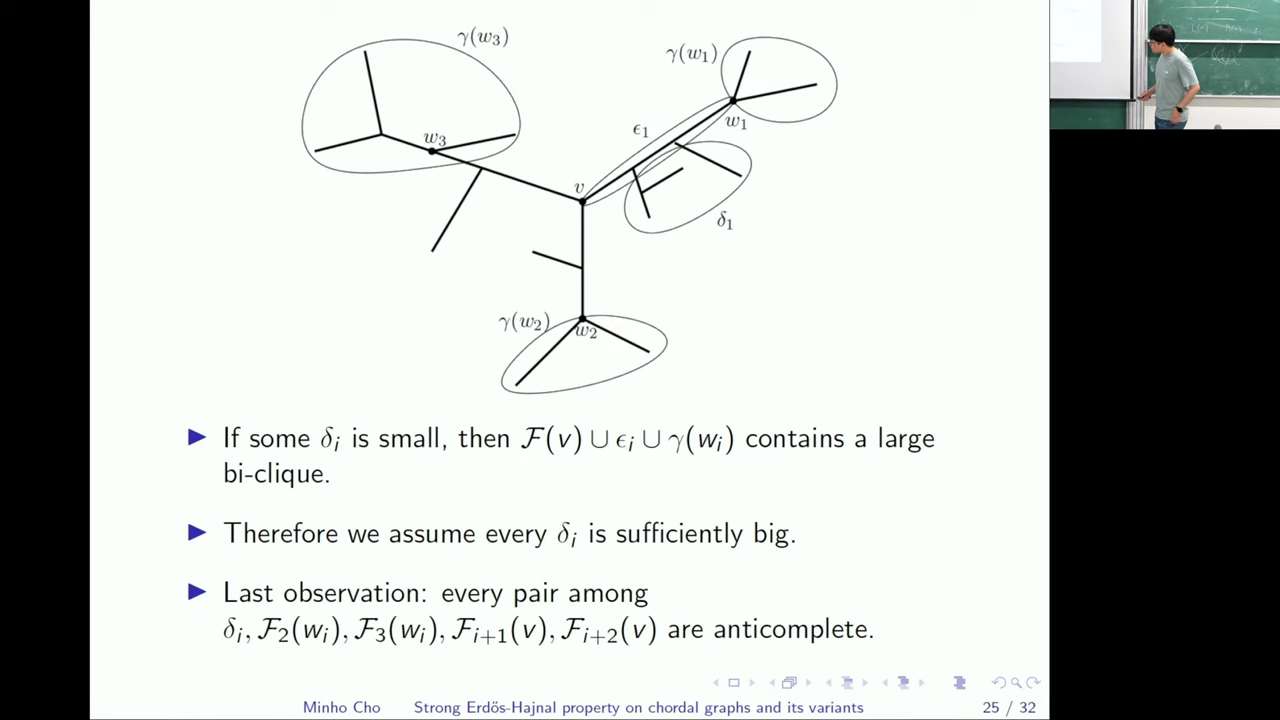 γ(w₃)
γ(w₁)
ϵ₁
w₁
w₃
v
δ₁
γ(w₂)
w₂
If some δᵢ is small, then ℱ(v) ∪ ϵᵢ ∪ γ(wᵢ) contains a large
bi-clique.
Therefore we assume every δᵢ is sufficiently big.
Last observation: every pair among
δᵢ, ℱ₂(wᵢ), ℱ₃(wᵢ), ℱᵢ₊₁(v), ℱᵢ₊₂(v) are anticomplete.
Minho Cho Strong Erdős-Hajnal property on chordal graphs and its variants 25 / 32